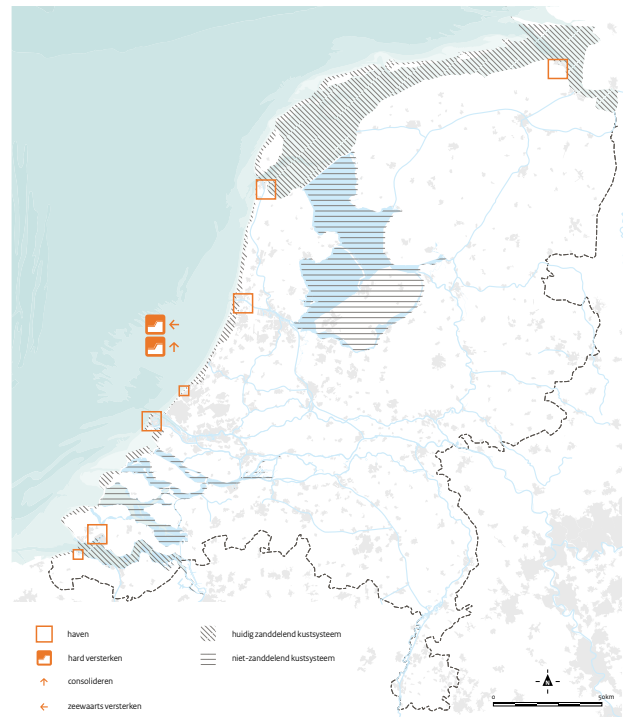 haven
hard versterken
consolideren
zeewaarts versterken
huidig zanddelend kustsysteem
niet-zanddelend kustsysteem
N
0 50km